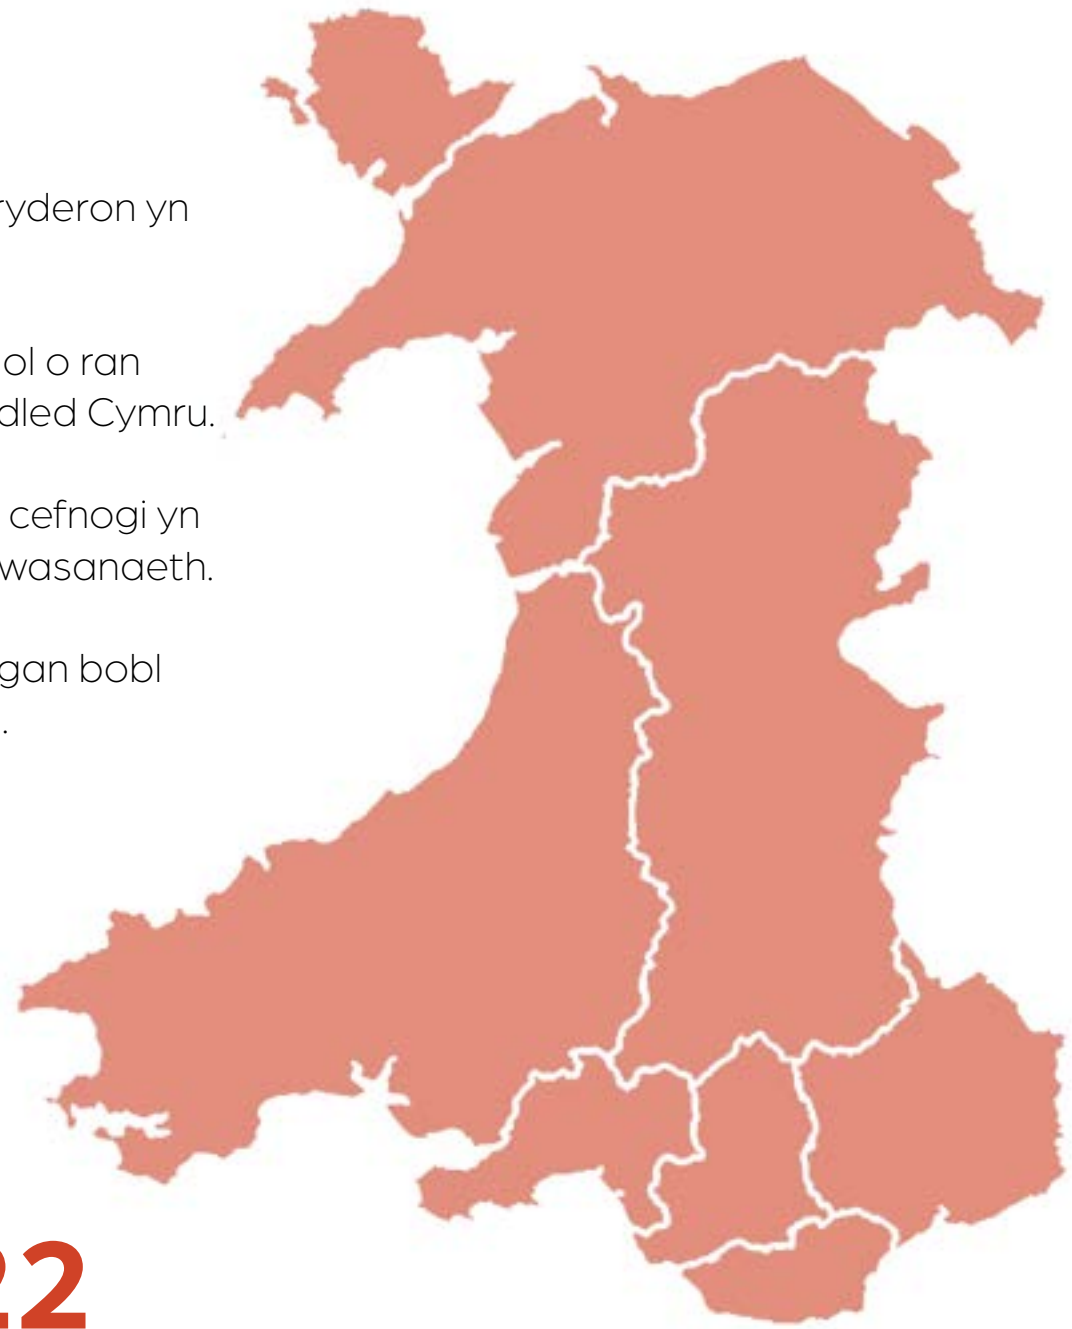 ryderon yn
ol o ran
dled Cymru.
cefnogi yn
wasanaeth.
gan bobl
.
22